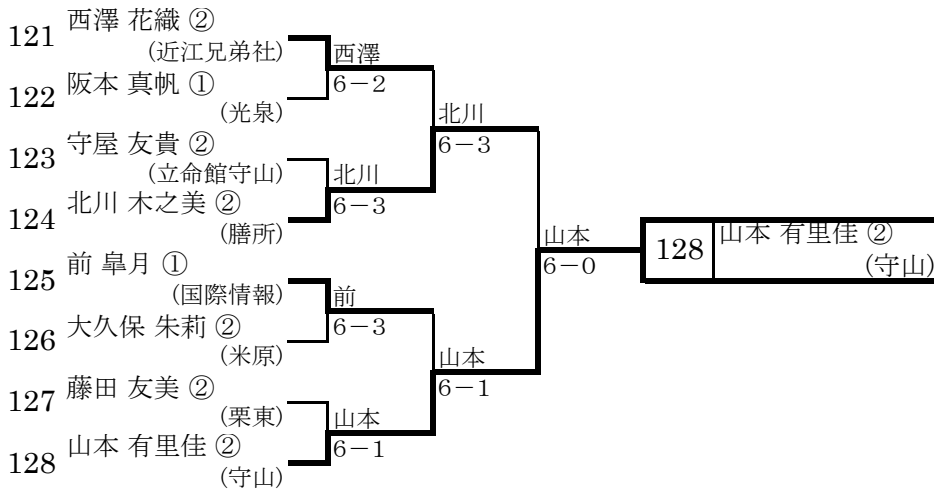 121 西澤 花織 ②
(近江兄弟社)
西澤
6－2
122 阪本 真帆 ①
(光泉)
北川
6－3
123 守屋 友貴 ②
(立命館守山)
北川
6－3
124 北川 木之美 ②
(膳所)
山本
6－0
128 山本 有里佳 ②
(守山)
125 前 皐月 ①
(国際情報)
前
6－3
126 大久保 朱莉 ②
(米原)
山本
6－1
127 藤田 友美 ②
(栗東)
山本
6－1
128 山本 有里佳 ②
(守山)